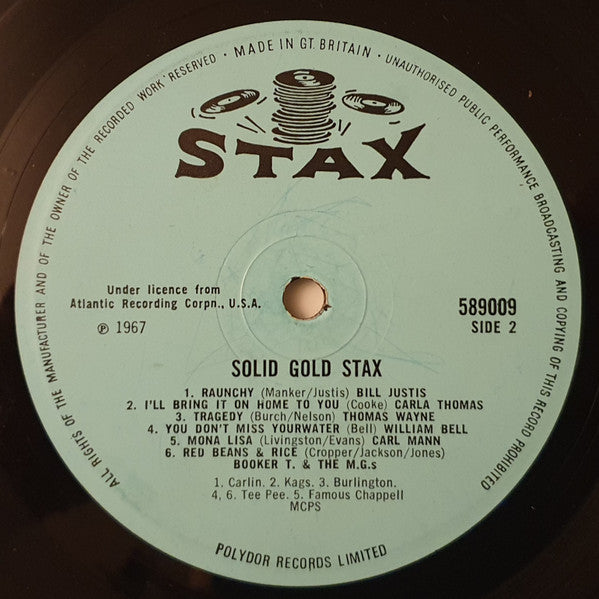 ALL RIGHTS OF THE MANUFACTURER AND OF THE OWNER OF THE RECORDED WORK RESERVED · MADE IN GT. BRITAIN · UNAUTHORISED PUBLIC PERFORMANCE BROADCASTING AND COPYING OF THIS RECORD PROHIBITED
STAX
Under licence from
Atlantic Recording Corpn., U.S.A.
℗ 1967
589009
SIDE 2
SOLID GOLD STAX
1. RAUNCHY (Manker/Justis) BILL JUSTIS
2. I'LL BRING IT ON HOME TO YOU (Cooke) CARLA THOMAS
3. TRAGEDY (Burch/Nelson) THOMAS WAYNE
4. YOU DON'T MISS YOURWATER (Bell) WILLIAM BELL
5. MONA LISA (Livingston/Evans) CARL MANN
6. RED BEANS & RICE (Cropper/Jackson/Jones)
BOOKER T. & THE M.G.s
1. Carlin. 2. Kags. 3. Burlington.
4, 6. Tee Pee. 5. Famous Chappell
MCPS
POLYDOR RECORDS LIMITED